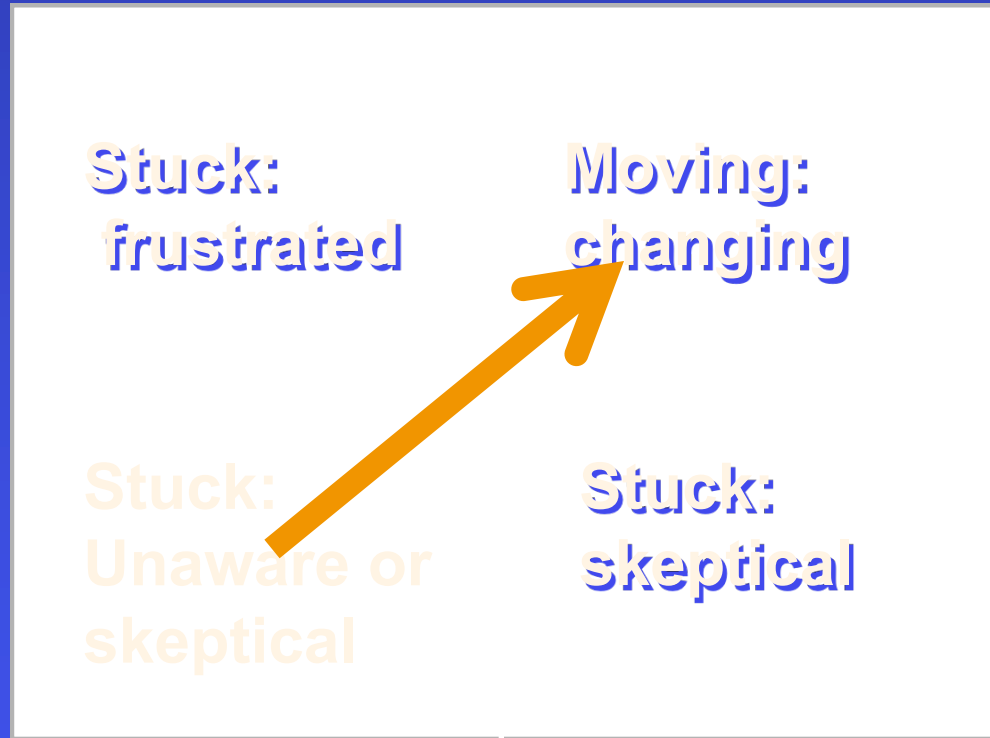 Stuck:
frustrated
Moving:
changing
Stuck:
Unaware or
skeptical
Stuck:
skeptical